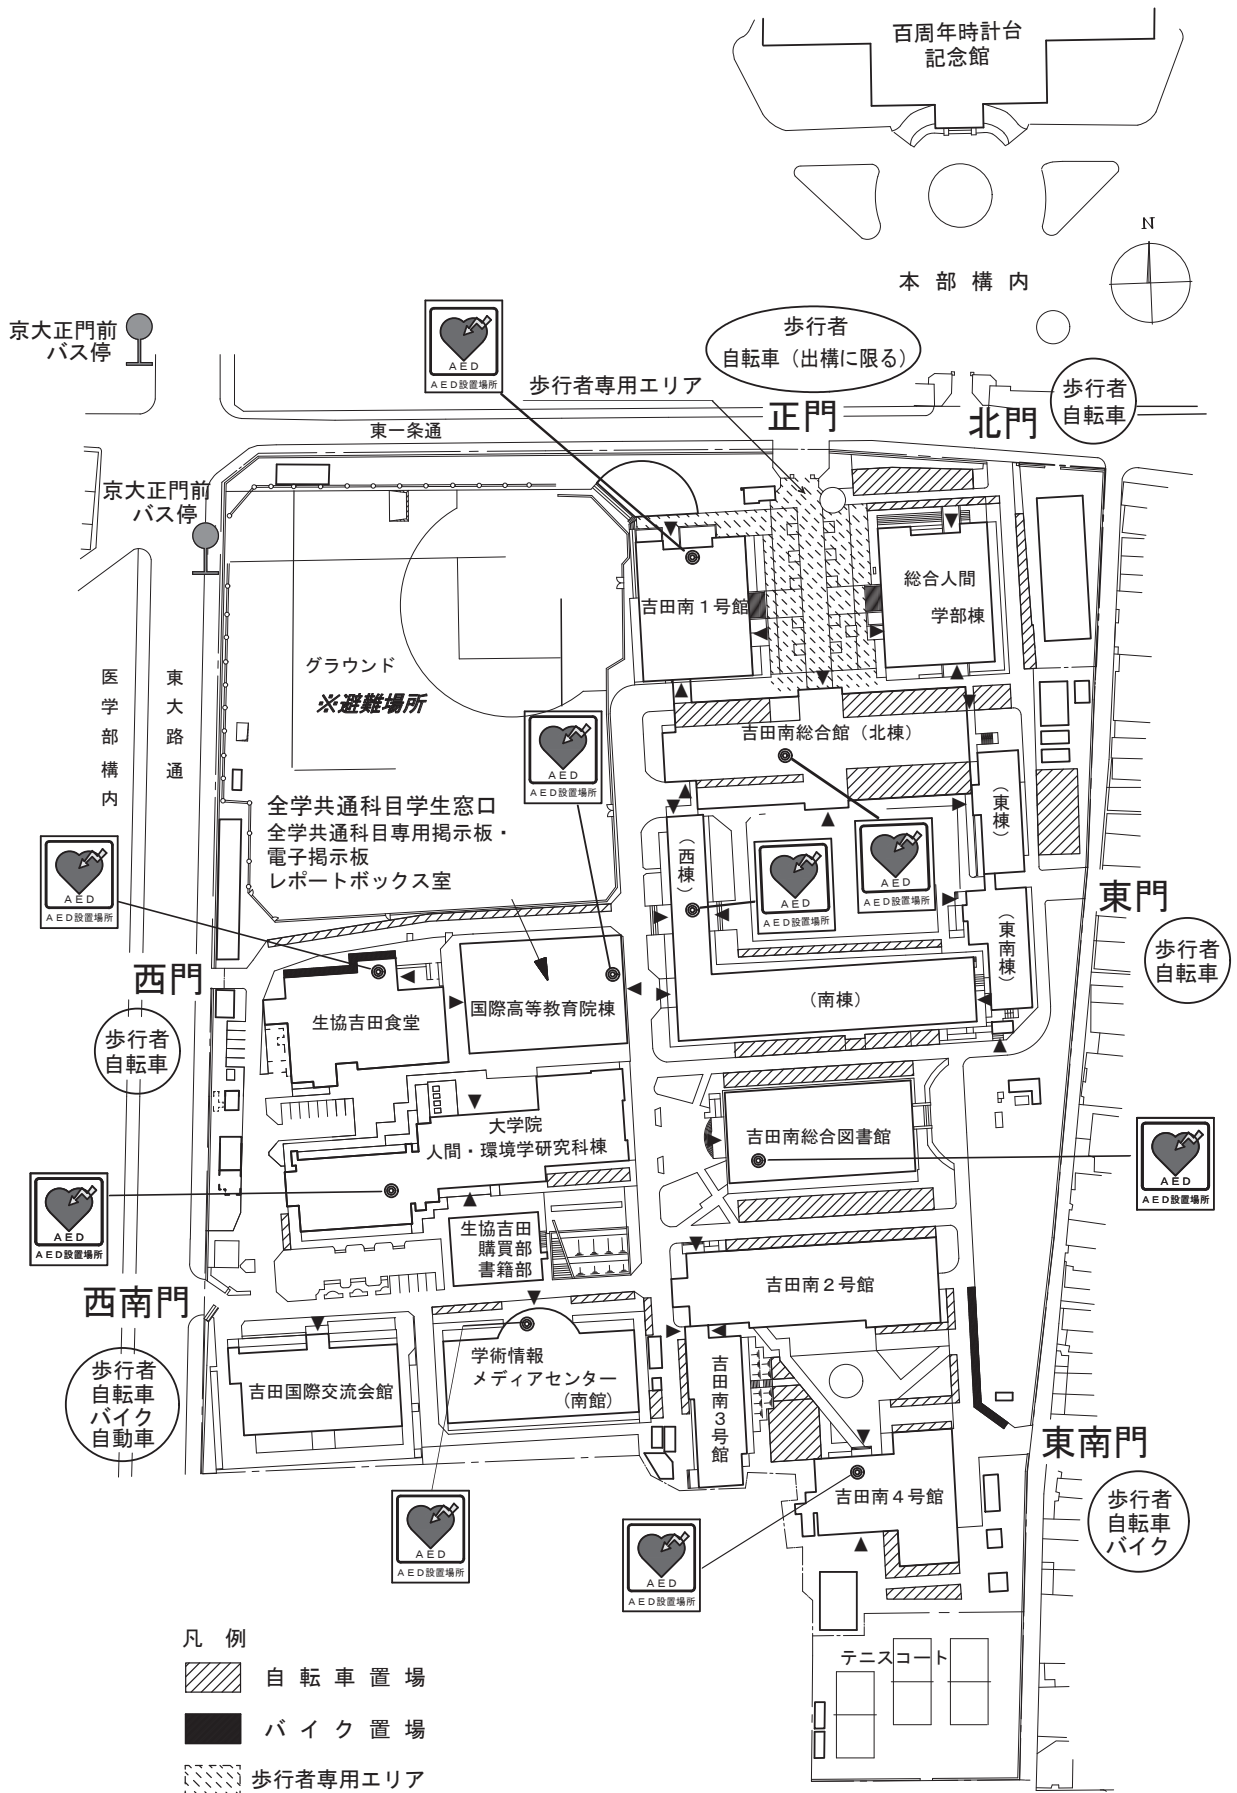 百周年時計台
記念館
N
本部構内
京大正門前
バス停
AED
AED設置場所
歩行者
自転車（出構に限る）
歩行者専用エリア
正門
北門
歩行者
自転車
東一条通
京大正門前
バス停
吉田南１号館
総合人間
学部棟
医学部構内
東大路通
グラウンド
※避難場所
AED
AED設置場所
吉田南総合館（北棟）
全学共通科目学生窓口
全学共通科目専用掲示板・
電子掲示板
レポートボックス室
（東棟）
（西棟）
AED
AED設置場所
AED
AED設置場所
AED
AED設置場所
東門
歩行者
自転車
（東南棟）
西門
歩行者
自転車
生協吉田食堂
国際高等教育院棟
（南棟）
大学院
人間・環境学研究科棟
吉田南総合図書館
AED
AED設置場所
AED
AED設置場所
生協吉田
購買部
書籍部
吉田南２号館
西南門
歩行者
自転車
バイク
自動車
吉田国際交流会館
学術情報
メディアセンター
（南館）
吉田南３号館
東南門
歩行者
自転車
バイク
吉田南４号館
AED
AED設置場所
AED
AED設置場所
テニスコート
凡例
自転車置場
バイク置場
歩行者専用エリア